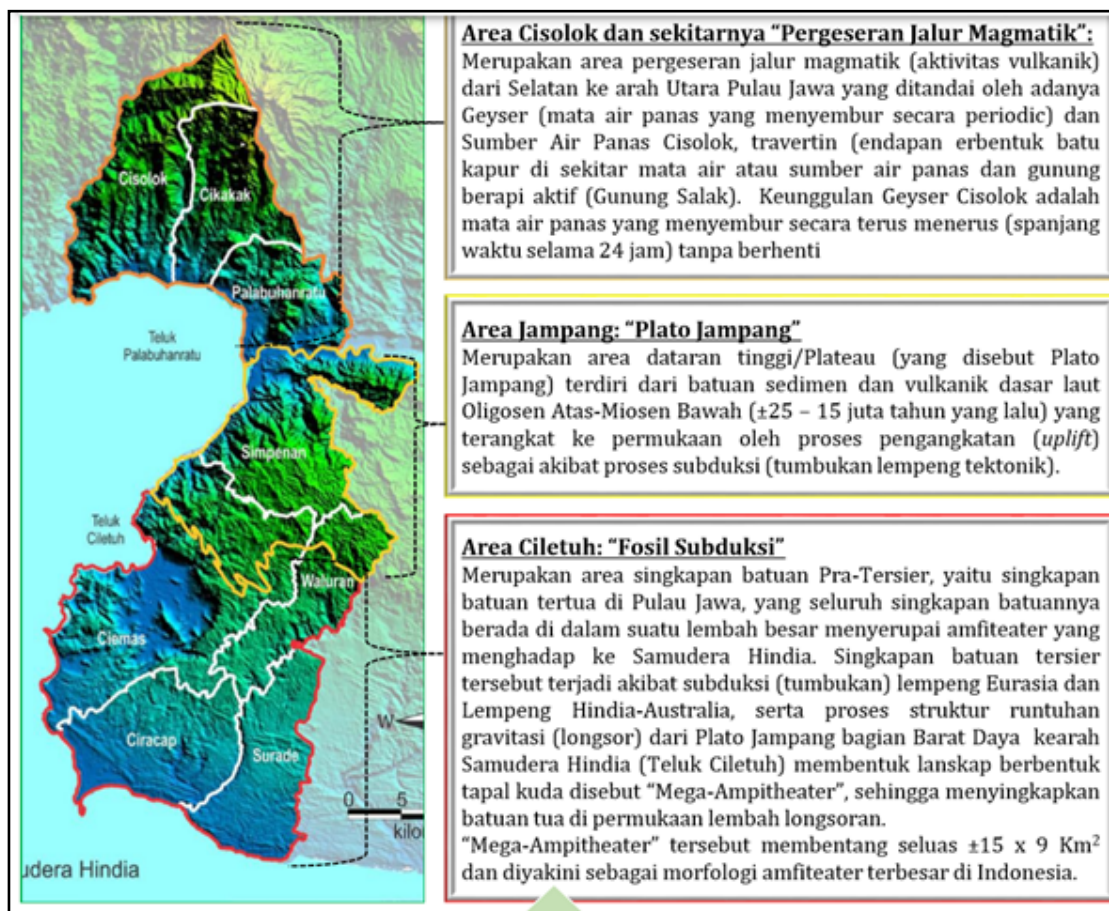 Cisolok
Cikakak
Palabuhanratu
Teluk
Palabuhanratu
Simpenan
Teluk
Ciletuh
Waluran
Ciemas
Ciracap
Surade
W
0 5
kilo
udera Hindia
Area Cisolok dan sekitarnya “Pergeseran Jalur Magmatik”:
Merupakan area pergeseran jalur magmatik (aktivitas vulkanik)
dari Selatan ke arah Utara Pulau Jawa yang ditandai oleh adanya
Geyser (mata air panas yang menyembur secara periodic) dan
Sumber Air Panas Cisolok, travertin (endapan erbentuk batu
kapur di sekitar mata air atau sumber air panas dan gunung
berapi aktif (Gunung Salak). Keunggulan Geyser Cisolok adalah
mata air panas yang menyembur secara terus menerus (spanjang
waktu selama 24 jam) tanpa berhenti
Area Jampang: “Plato Jampang”
Merupakan area dataran tinggi/Plateau (yang disebut Plato
Jampang) terdiri dari batuan sedimen dan vulkanik dasar laut
Oligosen Atas-Miosen Bawah (±25 – 15 juta tahun yang lalu) yang
terangkat ke permukaan oleh proses pengangkatan (uplift)
sebagai akibat proses subduksi (tumbukan lempeng tektonik).
Area Ciletuh: “Fosil Subduksi”
Merupakan area singkapan batuan Pra-Tersier, yaitu singkapan
batuan tertua di Pulau Jawa, yang seluruh singkapan batuannya
berada di dalam suatu lembah besar menyerupai amfiteater yang
menghadap ke Samudera Hindia. Singkapan batuan tersier
tersebut terjadi akibat subduksi (tumbukan) lempeng Eurasia dan
Lempeng Hindia-Australia, serta proses struktur runtuhan
gravitasi (longsor) dari Plato Jampang bagian Barat Daya kearah
Samudera Hindia (Teluk Ciletuh) membentuk lanskap berbentuk
tapal kuda disebut “Mega-Ampitheater”, sehingga menyingkapkan
batuan tua di permukaan lembah longsoran.
“Mega-Ampitheater” tersebut membentang seluas ±15 x 9 Km²
dan diyakini sebagai morfologi amfiteater terbesar di Indonesia.